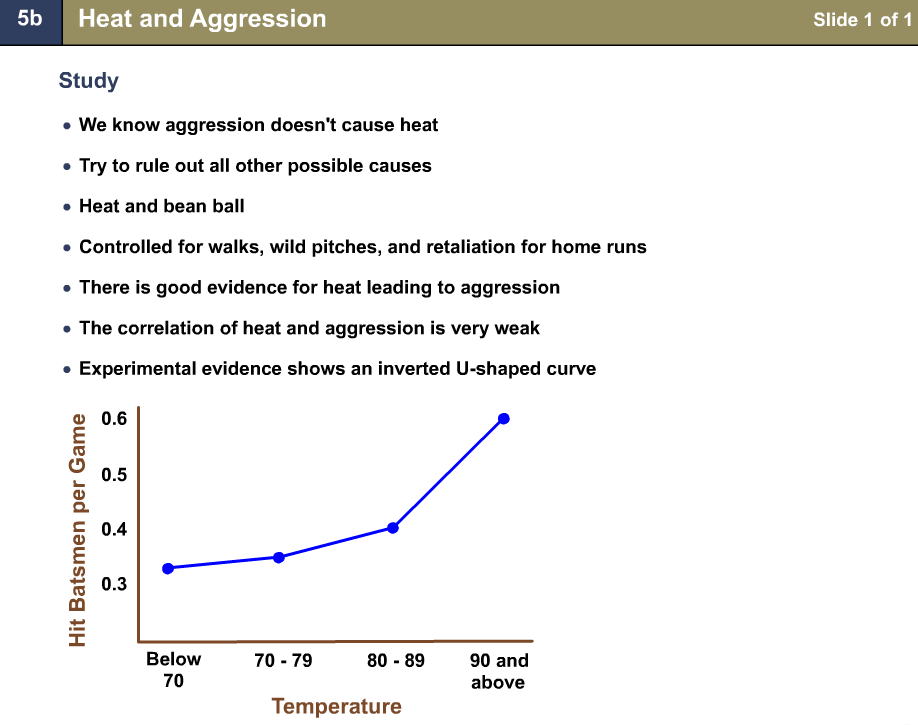 5b
Heat and Aggression
Slide 1 of 1
Study
• We know aggression doesn't cause heat
• Try to rule out all other possible causes
• Heat and bean ball
• Controlled for walks, wild pitches, and retaliation for home runs
• There is good evidence for heat leading to aggression
• The correlation of heat and aggression is very weak
• Experimental evidence shows an inverted U-shaped curve
Hit Batsmen per Game
0.6
0.5
0.4
0.3
Below
70
70 - 79
80 - 89
90 and
above
Temperature